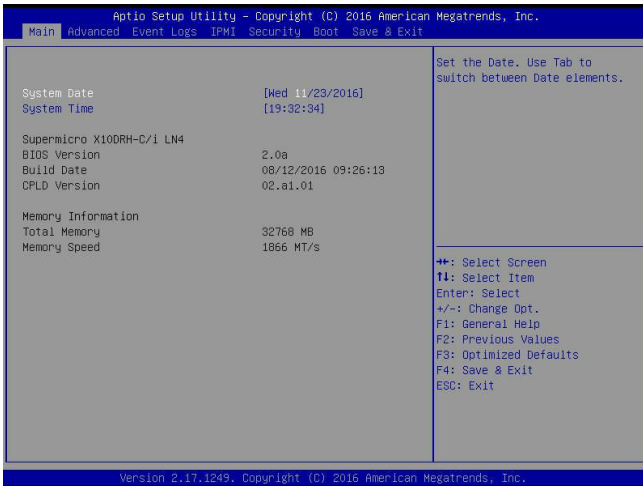 Aptio Setup Utility - Copyright (C) 2016 American Megatrends, Inc.
Main Advanced Event Logs IPMI Security Boot Save & Exit
Set the Date. Use Tab to
switch between Date elements.
System Date [Wed 11/23/2016]
System Time [19:32:34]
Supermicro X10DRH-C/i LN4
BIOS Version 2.0a
Build Date 08/12/2016 09:26:13
CPLD Version 02.a1.01
Memory Information
Total Memory 32768 MB
Memory Speed 1866 MT/s
→←: Select Screen
↑↓: Select Item
Enter: Select
+/-: Change Opt.
F1: General Help
F2: Previous Values
F3: Optimized Defaults
F4: Save & Exit
ESC: Exit
Version 2.17.1249. Copyright (C) 2016 American Megatrends, Inc.